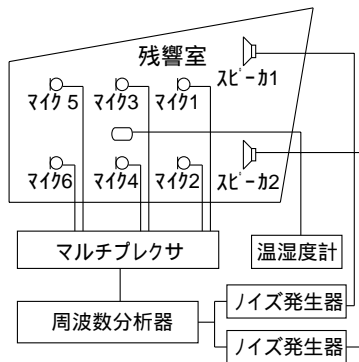 残響室
スピーカ1
マイク5
マイク3
マイク1
マイク6
マイク4
マイク2
スピーカ2
マルチプレクサ
温湿度計
周波数分析器
ノイズ発生器
ノイズ発生器